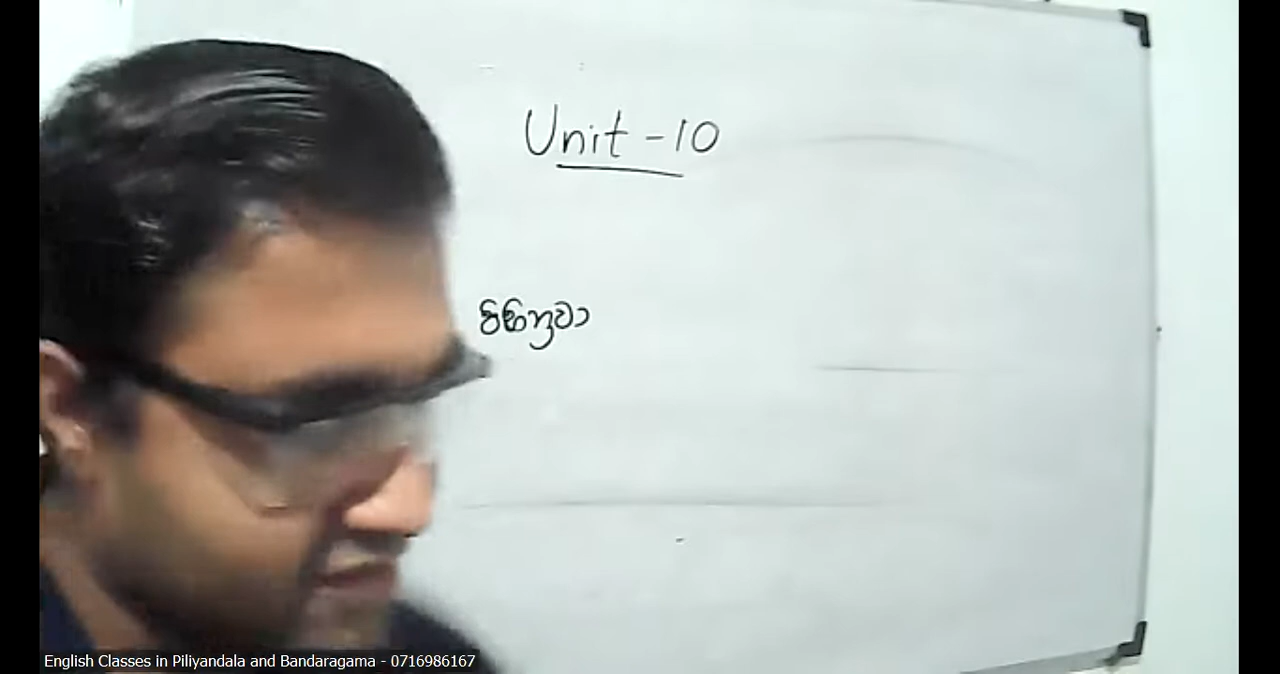 Unit - 10
පිහිනුවා
English Classes in Piliyandala and Bandaragama - 0716986167